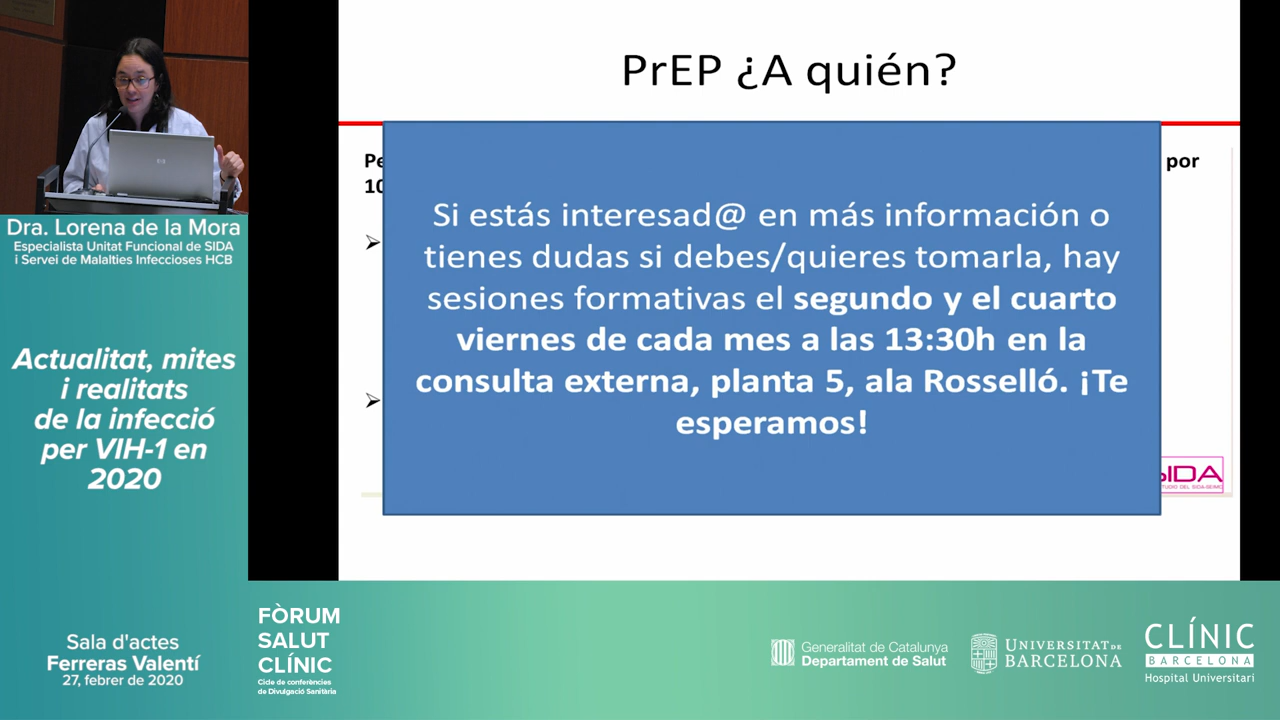 PrEP ¿A quién?
por
10
Si estás interesad@ en más información o
tienes dudas si debes/quieres tomarla, hay
sesiones formativas el segundo y el cuarto
viernes de cada mes a las 13:30h en la
consulta externa, planta 5, ala Rosselló. ¡Te
esperamos!
SIDA
Dra. Lorena de la Mora
Especialista Unitat Funcional de SIDA
i Servei de Malalties Infeccioses HCB
Actualitat, mites
i realitats
de la infecció
per VIH-1 en
2020
Sala d'actes
Ferreras Valentí
27, febrer de 2020
FÒRUM
SALUT
CLÍNIC
Cicle de conferències
de Divulgació Sanitària
Generalitat de Catalunya
Departament de Salut
UNIVERSITAT DE
BARCELONA
CLÍNIC
BARCELONA
Hospital Universitari